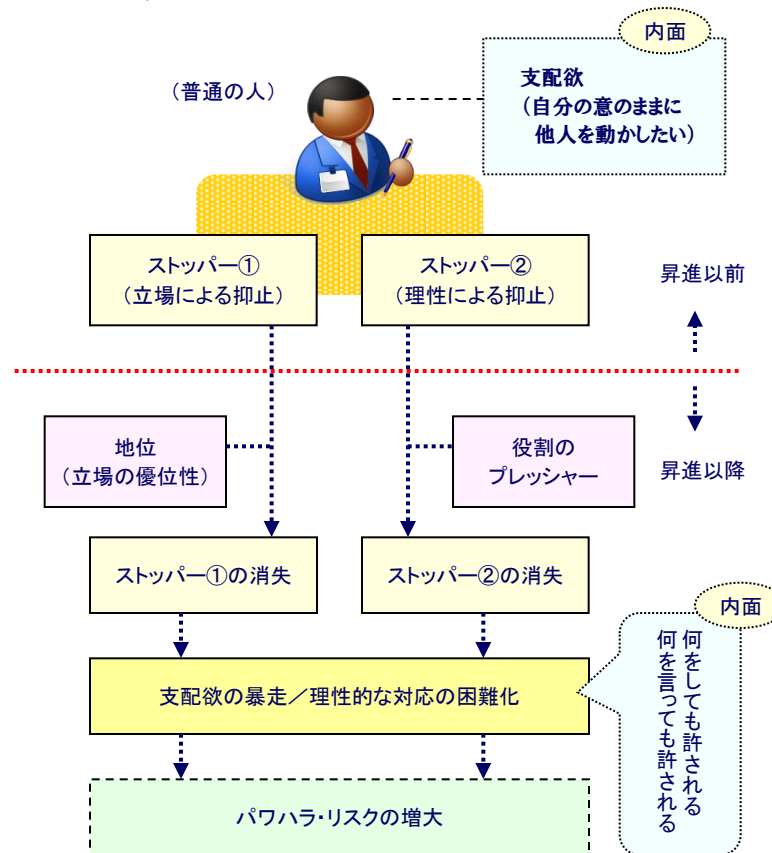 内面
支配欲
(自分の意のままに
他人を動かしたい)
(普通の人)
ストッパー①
(立場による抑止)
ストッパー②
(理性による抑止)
昇進以前
地位
(立場の優位性)
役割の
プレッシャー
昇進以降
ストッパー①の消失
ストッパー②の消失
内面
何をしても許される
何を言っても許される
支配欲の暴走/理性的な対応の困難化
パワハラ・リスクの増大